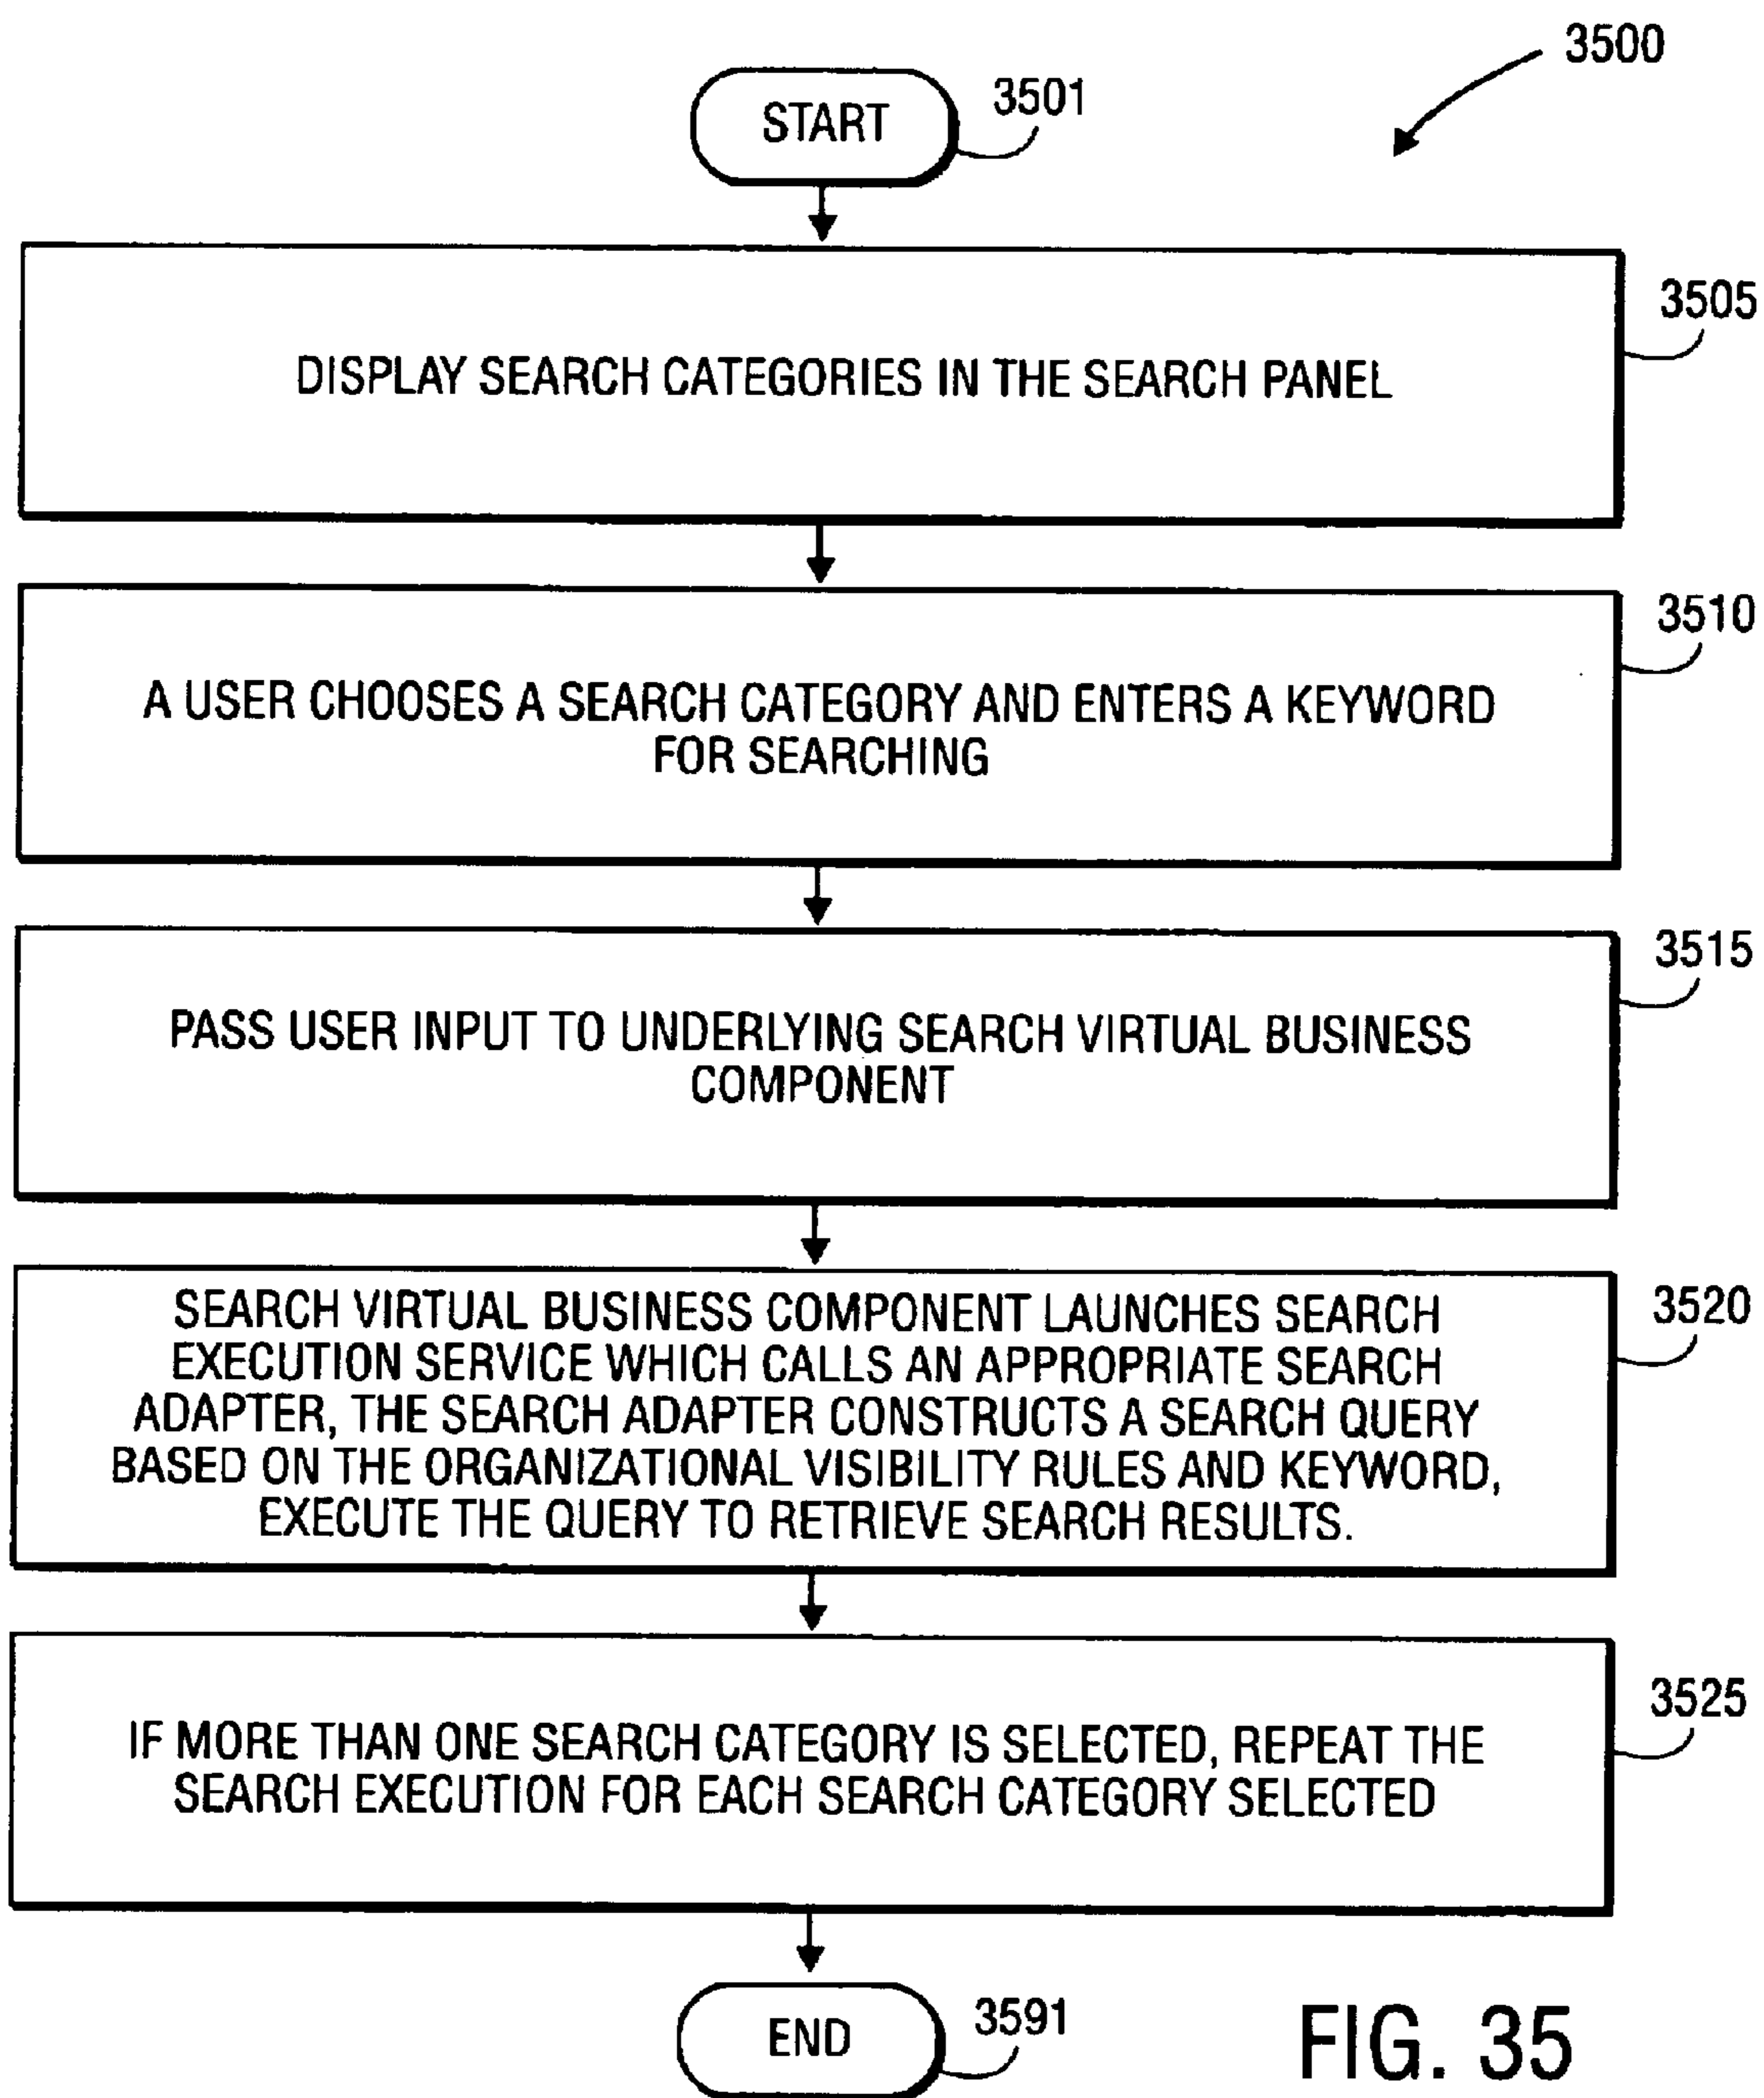 3500
START
3501
3505
DISPLAY SEARCH CATEGORIES IN THE SEARCH PANEL
3510
A USER CHOOSES A SEARCH CATEGORY AND ENTERS A KEYWORD
FOR SEARCHING
3515
PASS USER INPUT TO UNDERLYING SEARCH VIRTUAL BUSINESS
COMPONENT
3520
SEARCH VIRTUAL BUSINESS COMPONENT LAUNCHES SEARCH
EXECUTION SERVICE WHICH CALLS AN APPROPRIATE SEARCH
ADAPTER, THE SEARCH ADAPTER CONSTRUCTS A SEARCH QUERY
BASED ON THE ORGANIZATIONAL VISIBILITY RULES AND KEYWORD,
EXECUTE THE QUERY TO RETRIEVE SEARCH RESULTS.
3525
IF MORE THAN ONE SEARCH CATEGORY IS SELECTED, REPEAT THE
SEARCH EXECUTION FOR EACH SEARCH CATEGORY SELECTED
END
3591
FIG. 35